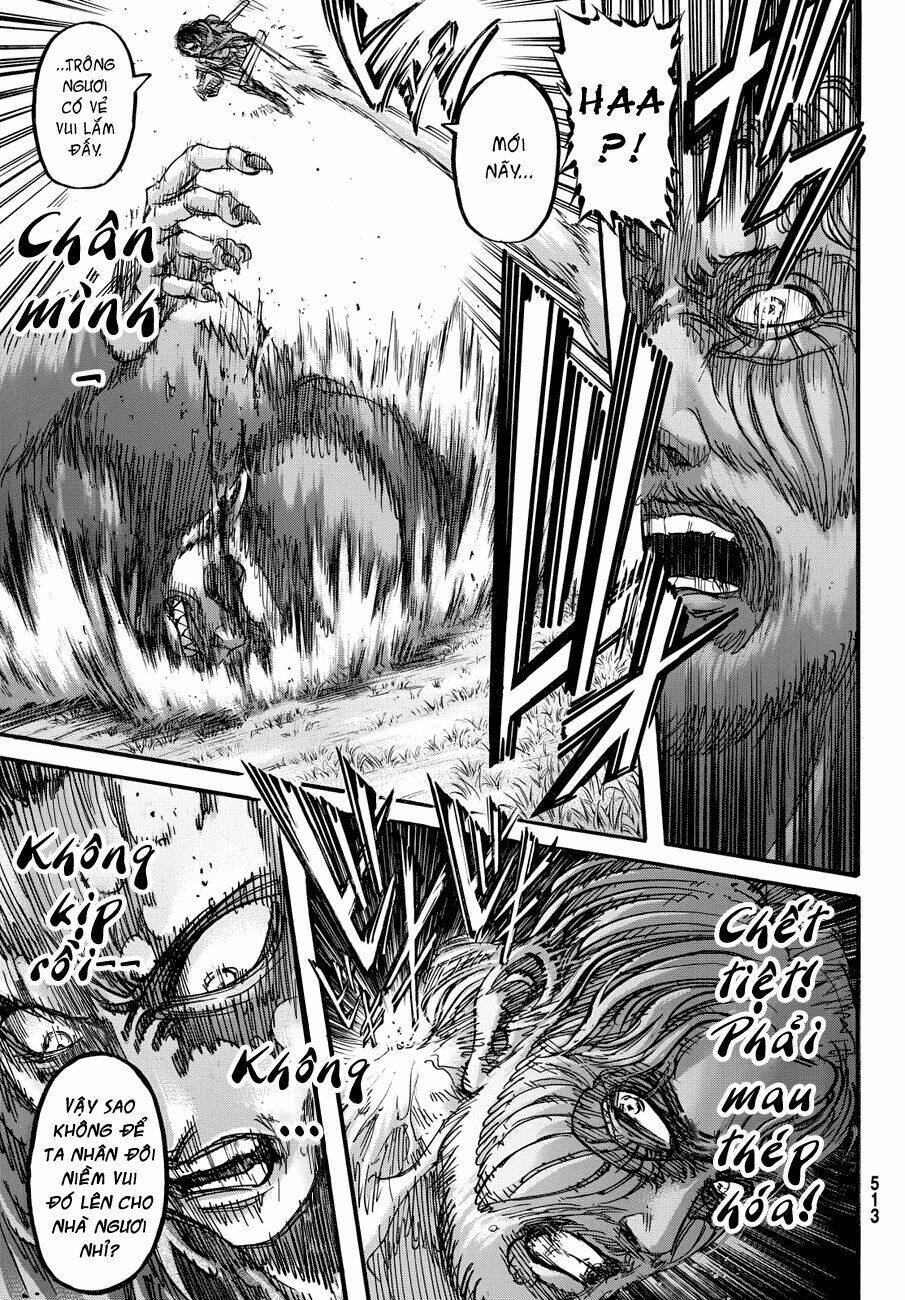 HAA
?!
MỚI
NÃY...
...TRÔNG
NGƯƠI
CÓ VẺ
VUI LẮM
ĐẤY.
Chân
mình
-
Chết
tiệt!
Phải
mau
thép
hóa!
Không
kịp
rồi--
Không
...
VẬY SAO
KHÔNG ĐỂ
TA NHÂN ĐÔI
NIỀM VUI
ĐÓ LÊN CHO
NHÀ NGƯƠI
NHỈ?
513